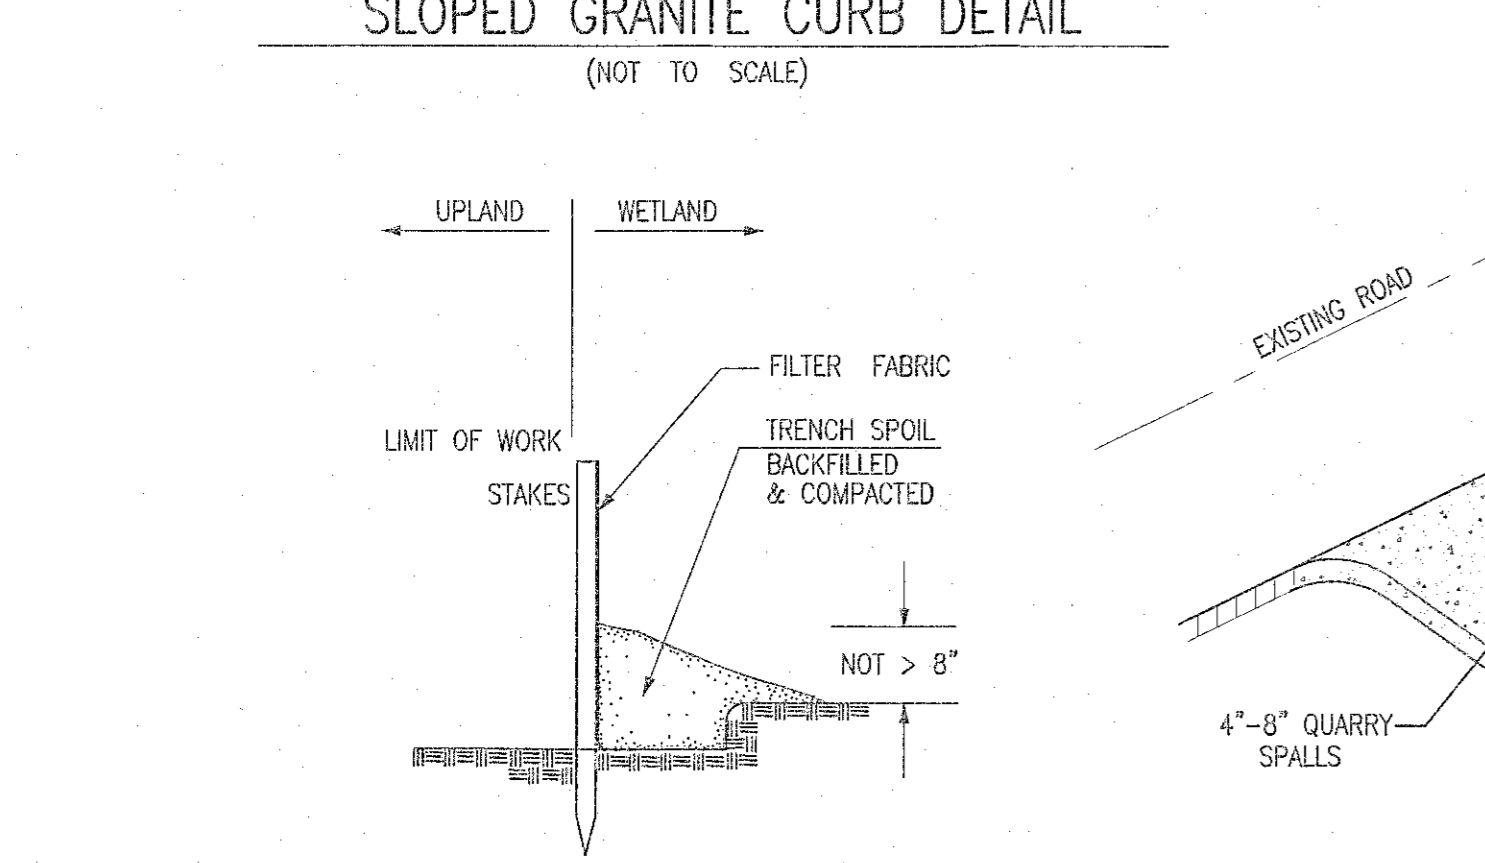 SLOPED GRANITE CURB DETAIL
(NOT TO SCALE)
UPLAND
WETLAND
EXISTING ROAD
FILTER FABRIC
LIMIT OF WORK
TRENCH SPOIL
BACKFILLED
& COMPACTED
STAKES
NOT > 8"
4"-8" QUARRY
SPALLS